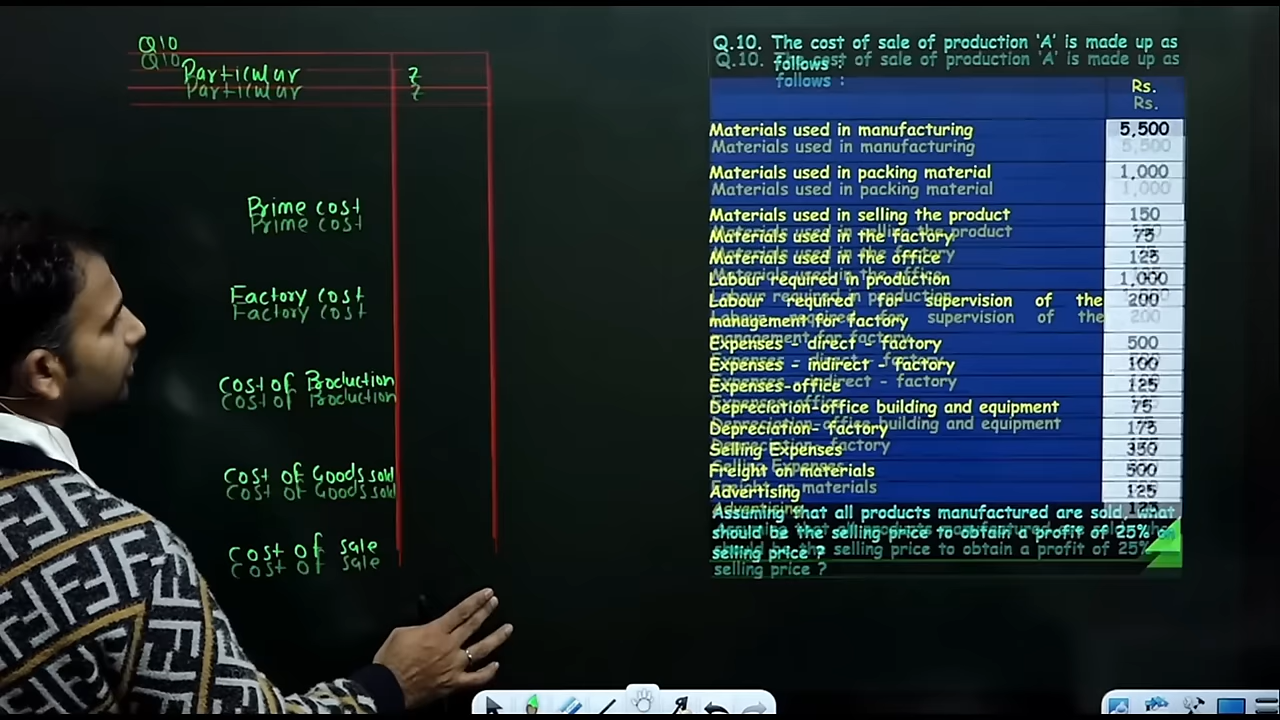 Q10
Particular ₹
Prime cost
Factory cost
cost of Production
cost of Goods sold
cost of sale
Q.10. The cost of sale of production 'A' is made up as
follows :
Rs.
Materials used in manufacturing 5,500
Materials used in packing material 1,000
Materials used in selling the product 150
Materials used in the factory 75
Materials used in the office 125
Labour required in production 1,000
Labour required for supervision of the 200
management for factory
Expenses - direct - factory 500
Expenses - indirect - factory 100
Expenses-office 125
Depreciation-office building and equipment 75
Depreciation- factory 175
Selling Expenses 350
Freight on materials 500
Advertising 125
Assuming that all products manufactured are sold, what
should be the selling price to obtain a profit of 25% on
selling price ?